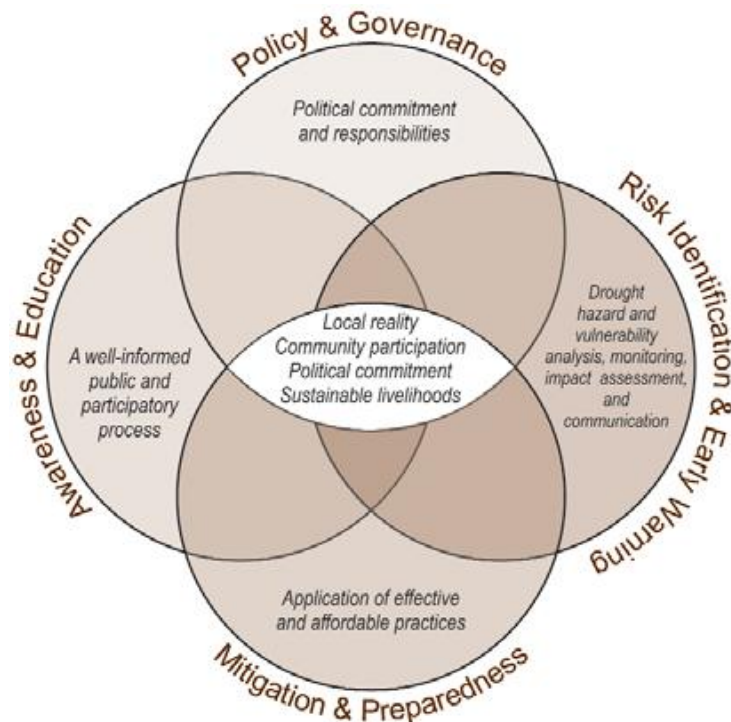 Policy & Governance
Political commitment
and responsibilities
Risk Identification & Early Warning
Drought
hazard and
vulnerability
analysis, monitoring,
impact assessment,
and
communication
Awareness & Education
A well-informed
public and
participatory
process
Local reality
Community participation
Political commitment
Sustainable livelihoods
Application of effective
and affordable practices
Mitigation & Preparedness